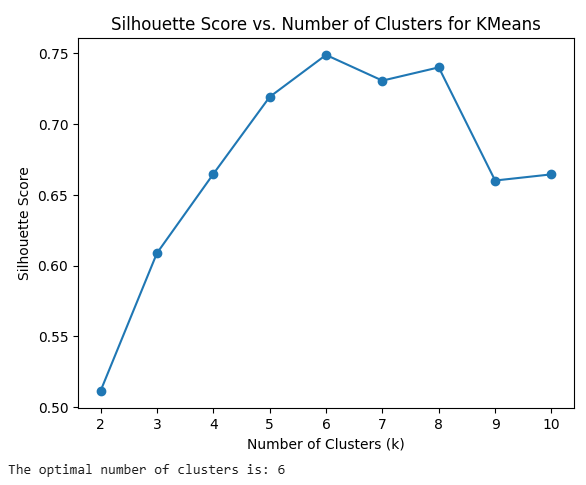 Silhouette Score vs. Number of Clusters for KMeans
0.75
0.70
0.65
0.60
0.55
0.50
Silhouette Score
2 3 4 5 6 7 8 9 10
Number of Clusters (k)
The optimal number of clusters is: 6